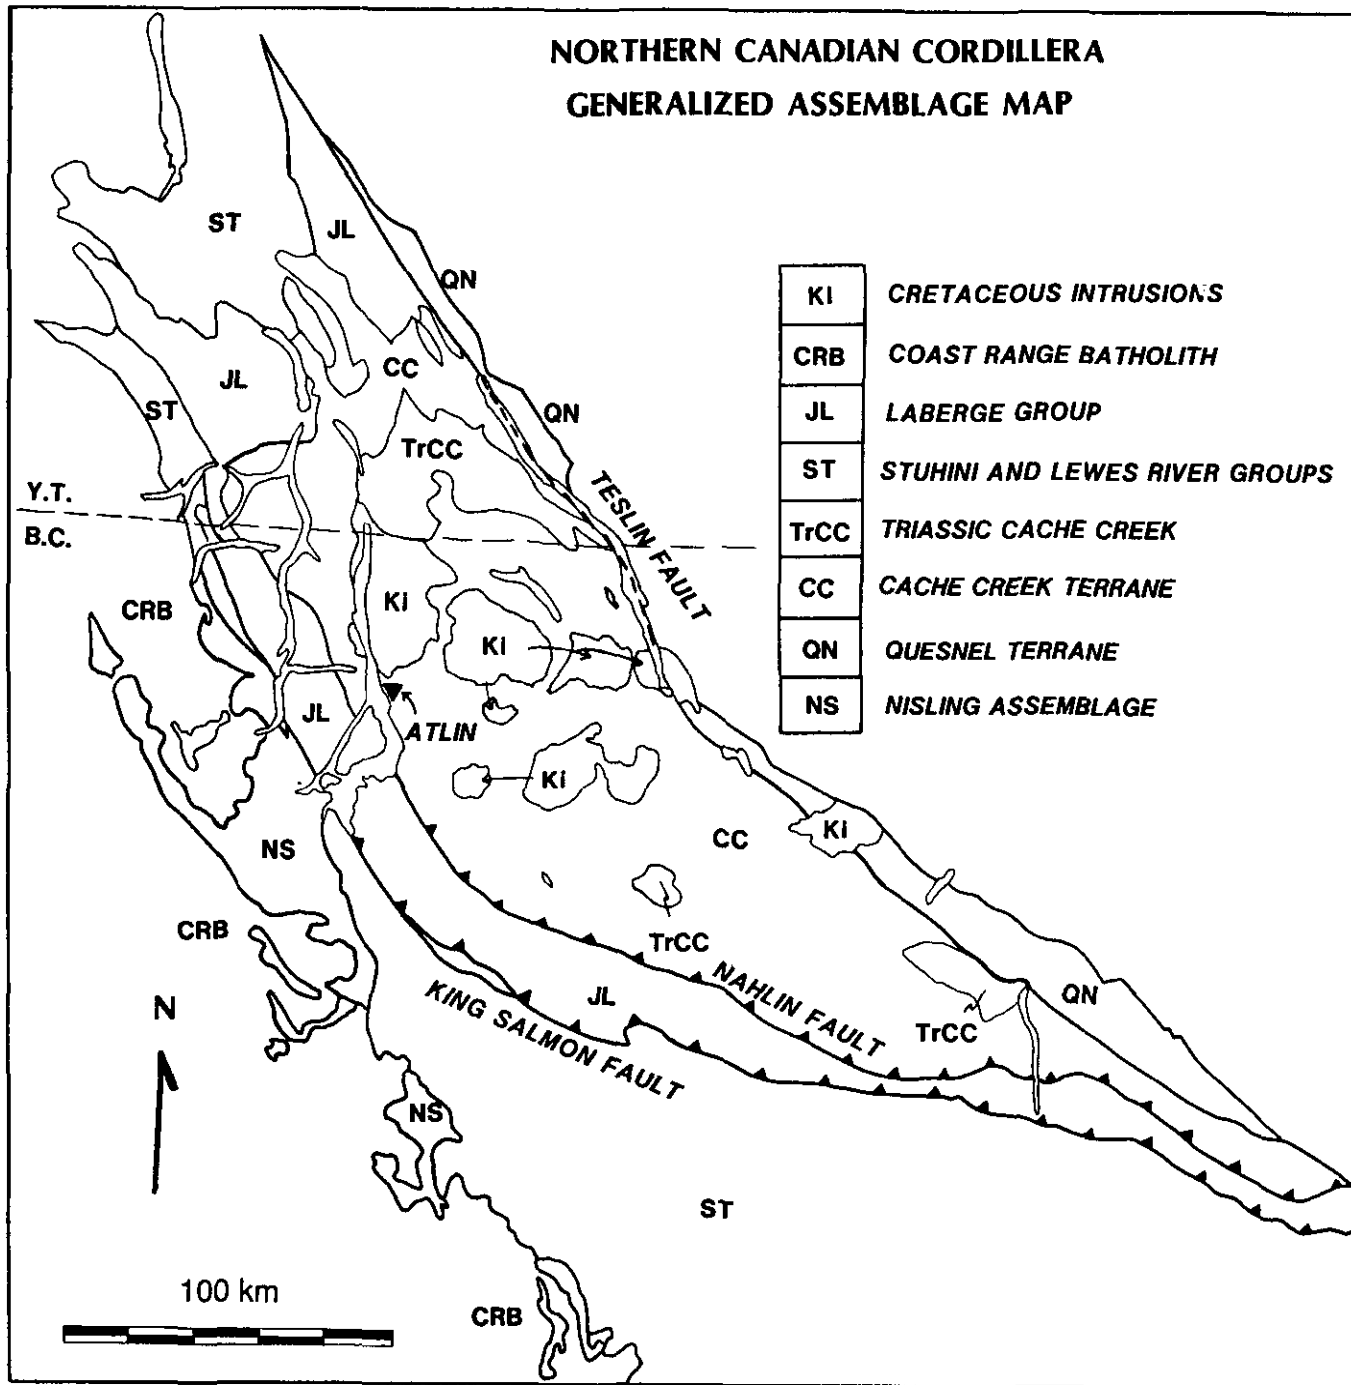 NORTHERN CANADIAN CORDILLERA
GENERALIZED ASSEMBLAGE MAP
ST
JL
QN
KI CRETACEOUS INTRUSIONS
CRB COAST RANGE BATHOLITH
JL LABERGE GROUP
ST STUHINI AND LEWES RIVER GROUPS
TrCC TRIASSIC CACHE CREEK
CC CACHE CREEK TERRANE
QN QUESNEL TERRANE
NS NISLING ASSEMBLAGE
CC
JL
ST
QN
TrCC
Y.T.
B.C.
TESLIN FAULT
CRB
Ki
Ki
JL
ATLIN
Ki
NS
CC
Ki
CRB
TrCC
N
JL
NAHLIN FAULT
QN
KING SALMON FAULT
TrCC
NS
ST
100 km
CRB